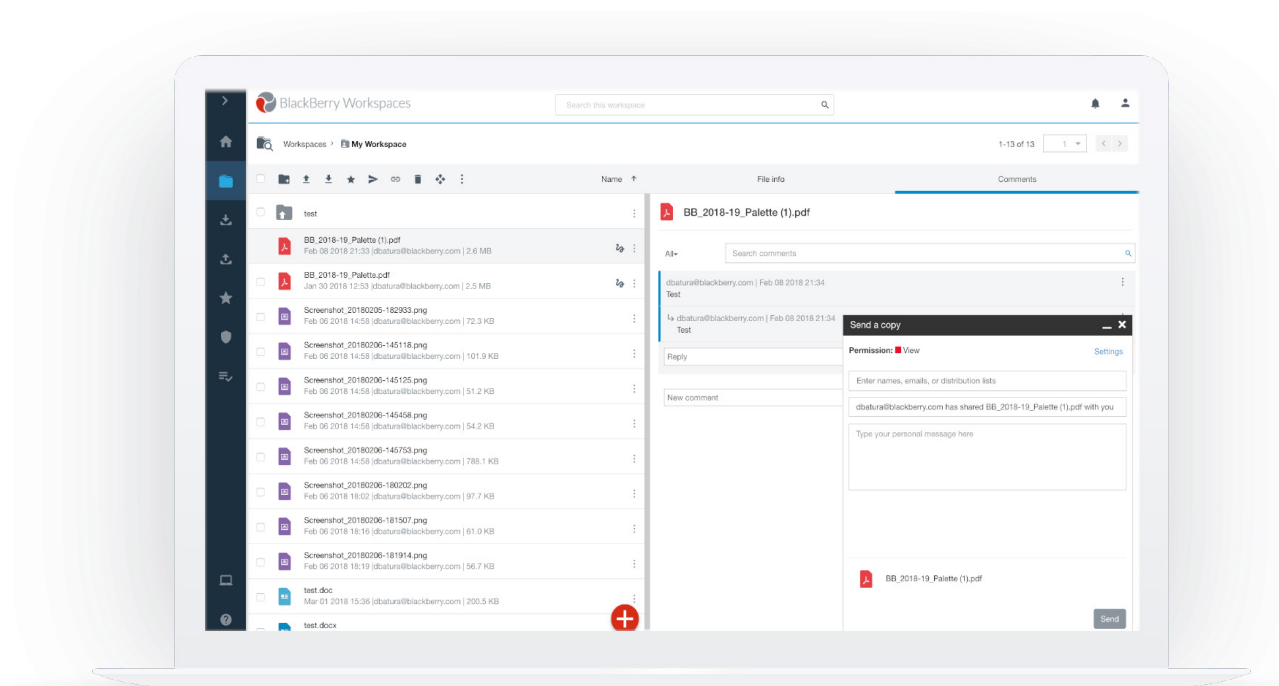 BlackBerry Workspaces
Search this workspace
Workspaces > My Workspace
1-13 of 13
1
Name
File info
Comments
test
BB_2018-19_Palette (1).pdf
Feb 08 2018 21:33 |dbatura@blackberry.com | 2.6 MB
BB_2018-19_Palette.pdf
Jan 30 2018 12:53 |dbatura@blackberry.com | 2.5 MB
Screenshot_20180205-182933.png
Feb 06 2018 14:58 |dbatura@blackberry.com | 72.3 KB
Screenshot_20180206-145118.png
Feb 06 2018 14:58 |dbatura@blackberry.com | 101.9 KB
Screenshot_20180206-145125.png
Feb 06 2018 14:58 |dbatura@blackberry.com | 51.2 KB
Screenshot_20180206-145458.png
Feb 06 2018 14:58 |dbatura@blackberry.com | 54.2 KB
Screenshot_20180206-145753.png
Feb 06 2018 14:58 |dbatura@blackberry.com | 788.1 KB
Screenshot_20180206-180202.png
Feb 06 2018 18:02 |dbatura@blackberry.com | 97.7 KB
Screenshot_20180206-181507.png
Feb 06 2018 18:16 |dbatura@blackberry.com | 61.0 KB
Screenshot_20180206-181914.png
Feb 06 2018 18:19 |dbatura@blackberry.com | 56.7 KB
test.doc
Mar 01 2018 15:36 |dbatura@blackberry.com | 200.5 KB
test.docx
BB_2018-19_Palette (1).pdf
All
Search comments
dbatura@blackberry.com | Feb 08 2018 21:34
Test
dbatura@blackberry.com | Feb 08 2018 21:34
Test
Reply
New comment
Send a copy
Permission: View
Settings
Enter names, emails, or distribution lists
dbatura@blackberry.com has shared BB_2018-19_Palette (1).pdf with you
Type your personal message here
BB_2018-19_Palette (1).pdf
Send